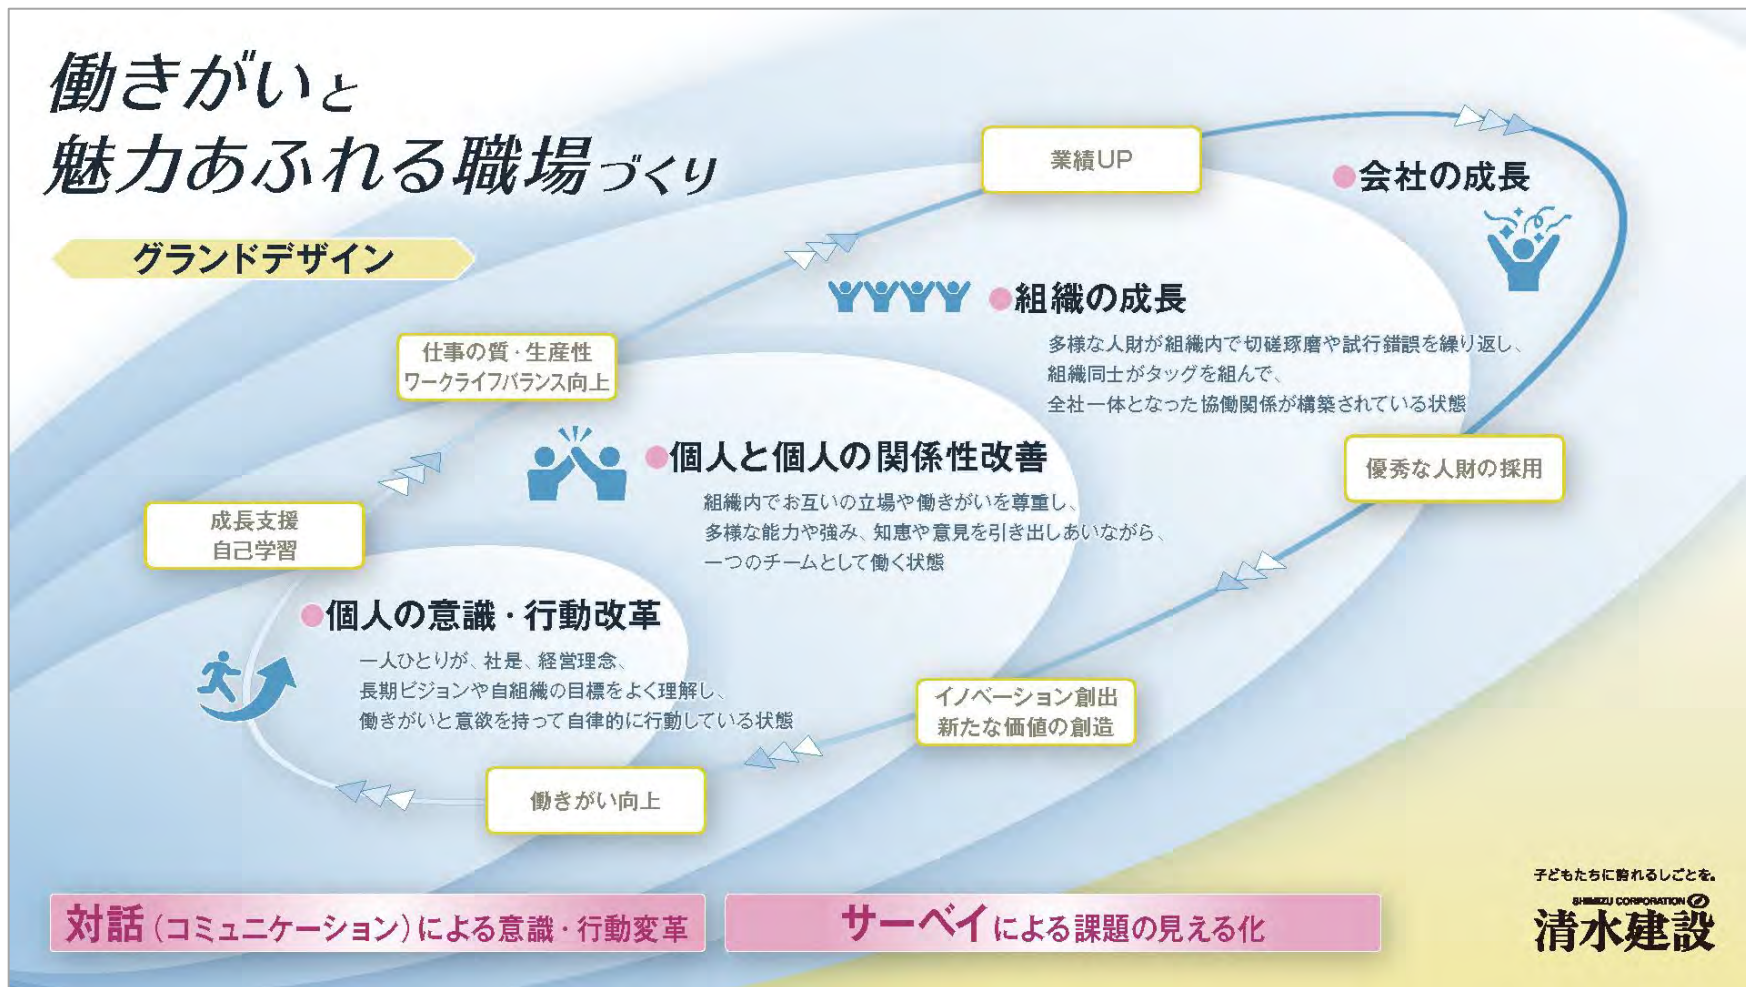 働きがいと
魅力あふれる職場づくり
グランドデザイン
業績UP
会社の成長
組織の成長
多様な人財が組織内で切磋琢磨や試行錯誤を繰り返し、
組織同士がタッグを組んで、
全社一体となった協働関係が構築されている状態
仕事の質・生産性
ワークライフバランス向上
個人と個人の関係性改善
組織内でお互いの立場や働きがいを尊重し、
多様な能力や強み、知恵や意見を引き出しあいながら、
一つのチームとして働く状態
優秀な人財の採用
成長支援
自己学習
個人の意識・行動改革
一人ひとりが、社是、経営理念、
長期ビジョンや自組織の目標をよく理解し、
働きがいと意欲を持って自律的に行動している状態
イノベーション創出
新たな価値の創造
働きがい向上
対話(コミュニケーション)による意識・行動変革
サーベイによる課題の見える化
子どもたちに誇れるしごとを。
SHIMIZU CORPORATION
清水建設